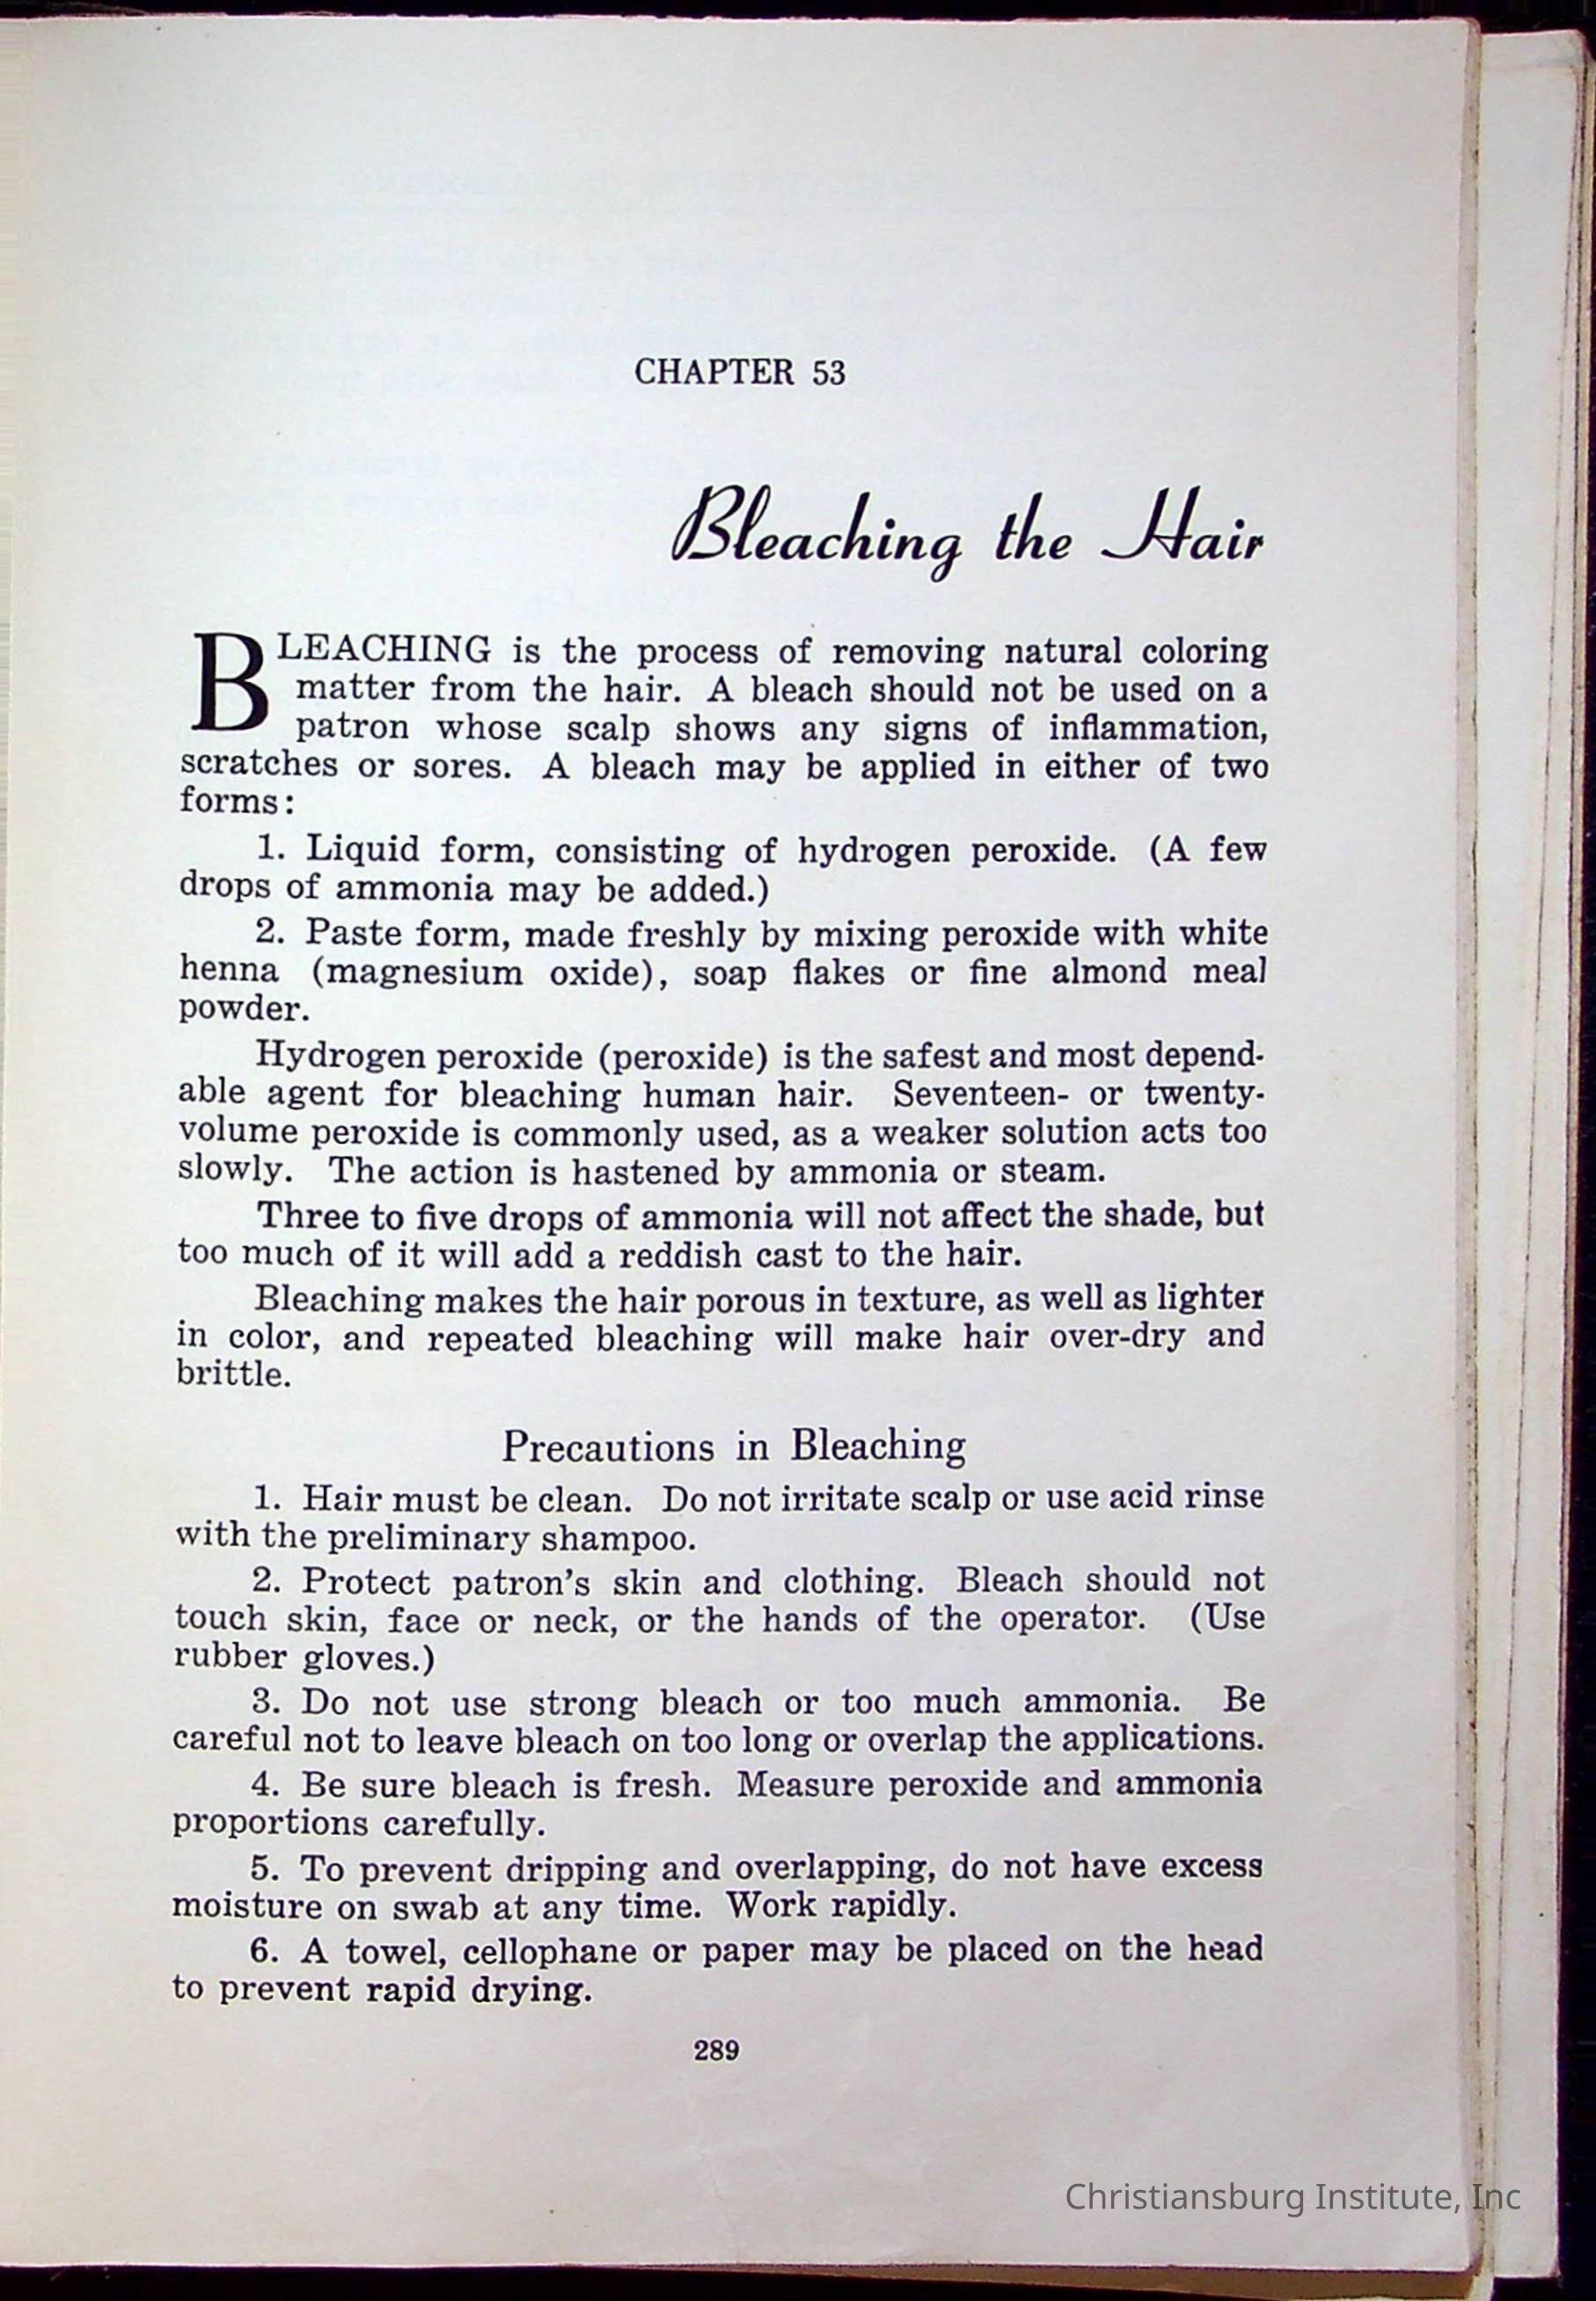 CHAPTER 53
Bleaching the Hair
BLEACHING is the process of removing natural coloring
matter from the hair. A bleach should not be used on a
patron whose scalp shows any signs of inflammation,
scratches or sores. A bleach may be applied in either of two
forms:
1. Liquid form, consisting of hydrogen peroxide. (A few
drops of ammonia may be added.)
2. Paste form, made freshly by mixing peroxide with white
henna (magnesium oxide), soap flakes or fine almond meal
powder.
Hydrogen peroxide (peroxide) is the safest and most depend-
able agent for bleaching human hair. Seventeen- or twenty-
volume peroxide is commonly used, as a weaker solution acts too
slowly. The action is hastened by ammonia or steam.
Three to five drops of ammonia will not affect the shade, but
too much of it will add a reddish cast to the hair.
Bleaching makes the hair porous in texture, as well as lighter
in color, and repeated bleaching will make hair over-dry and
brittle.
Precautions in Bleaching
1. Hair must be clean. Do not irritate scalp or use acid rinse
with the preliminary shampoo.
2. Protect patron's skin and clothing. Bleach should not
touch skin, face or neck, or the hands of the operator. (Use
rubber gloves.)
3. Do not use strong bleach or too much ammonia. Be
careful not to leave bleach on too long or overlap the applications.
4. Be sure bleach is fresh. Measure peroxide and ammonia
proportions carefully.
5. To prevent dripping and overlapping, do not have excess
moisture on swab at any time. Work rapidly.
6. A towel, cellophane or paper may be placed on the head
to prevent rapid drying.
289
Christiansburg Institute, Inc